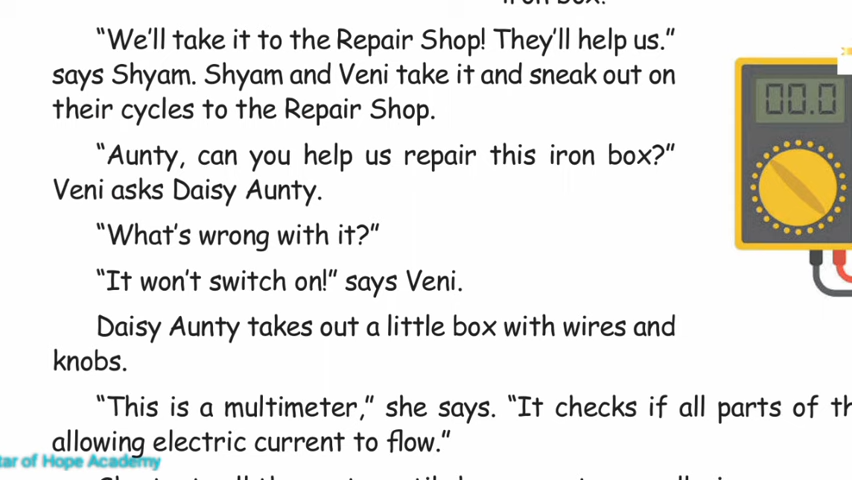 iron box.
"We'll take it to the Repair Shop! They'll help us."
says Shyam. Shyam and Veni take it and sneak out on
their cycles to the Repair Shop.
"Aunty, can you help us repair this iron box?"
Veni asks Daisy Aunty.
"What's wrong with it?"
"It won't switch on!" says Veni.
Daisy Aunty takes out a little box with wires and
knobs.
"This is a multimeter," she says. "It checks if all parts of
allowing electric current to flow."
tar of Hope Academy
00.0